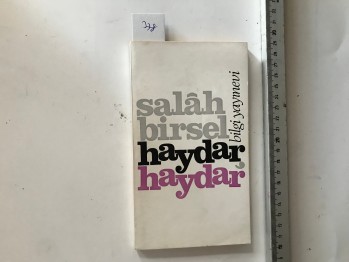 salâh
birsel
haydar,
haydar
bilgi yayınevi